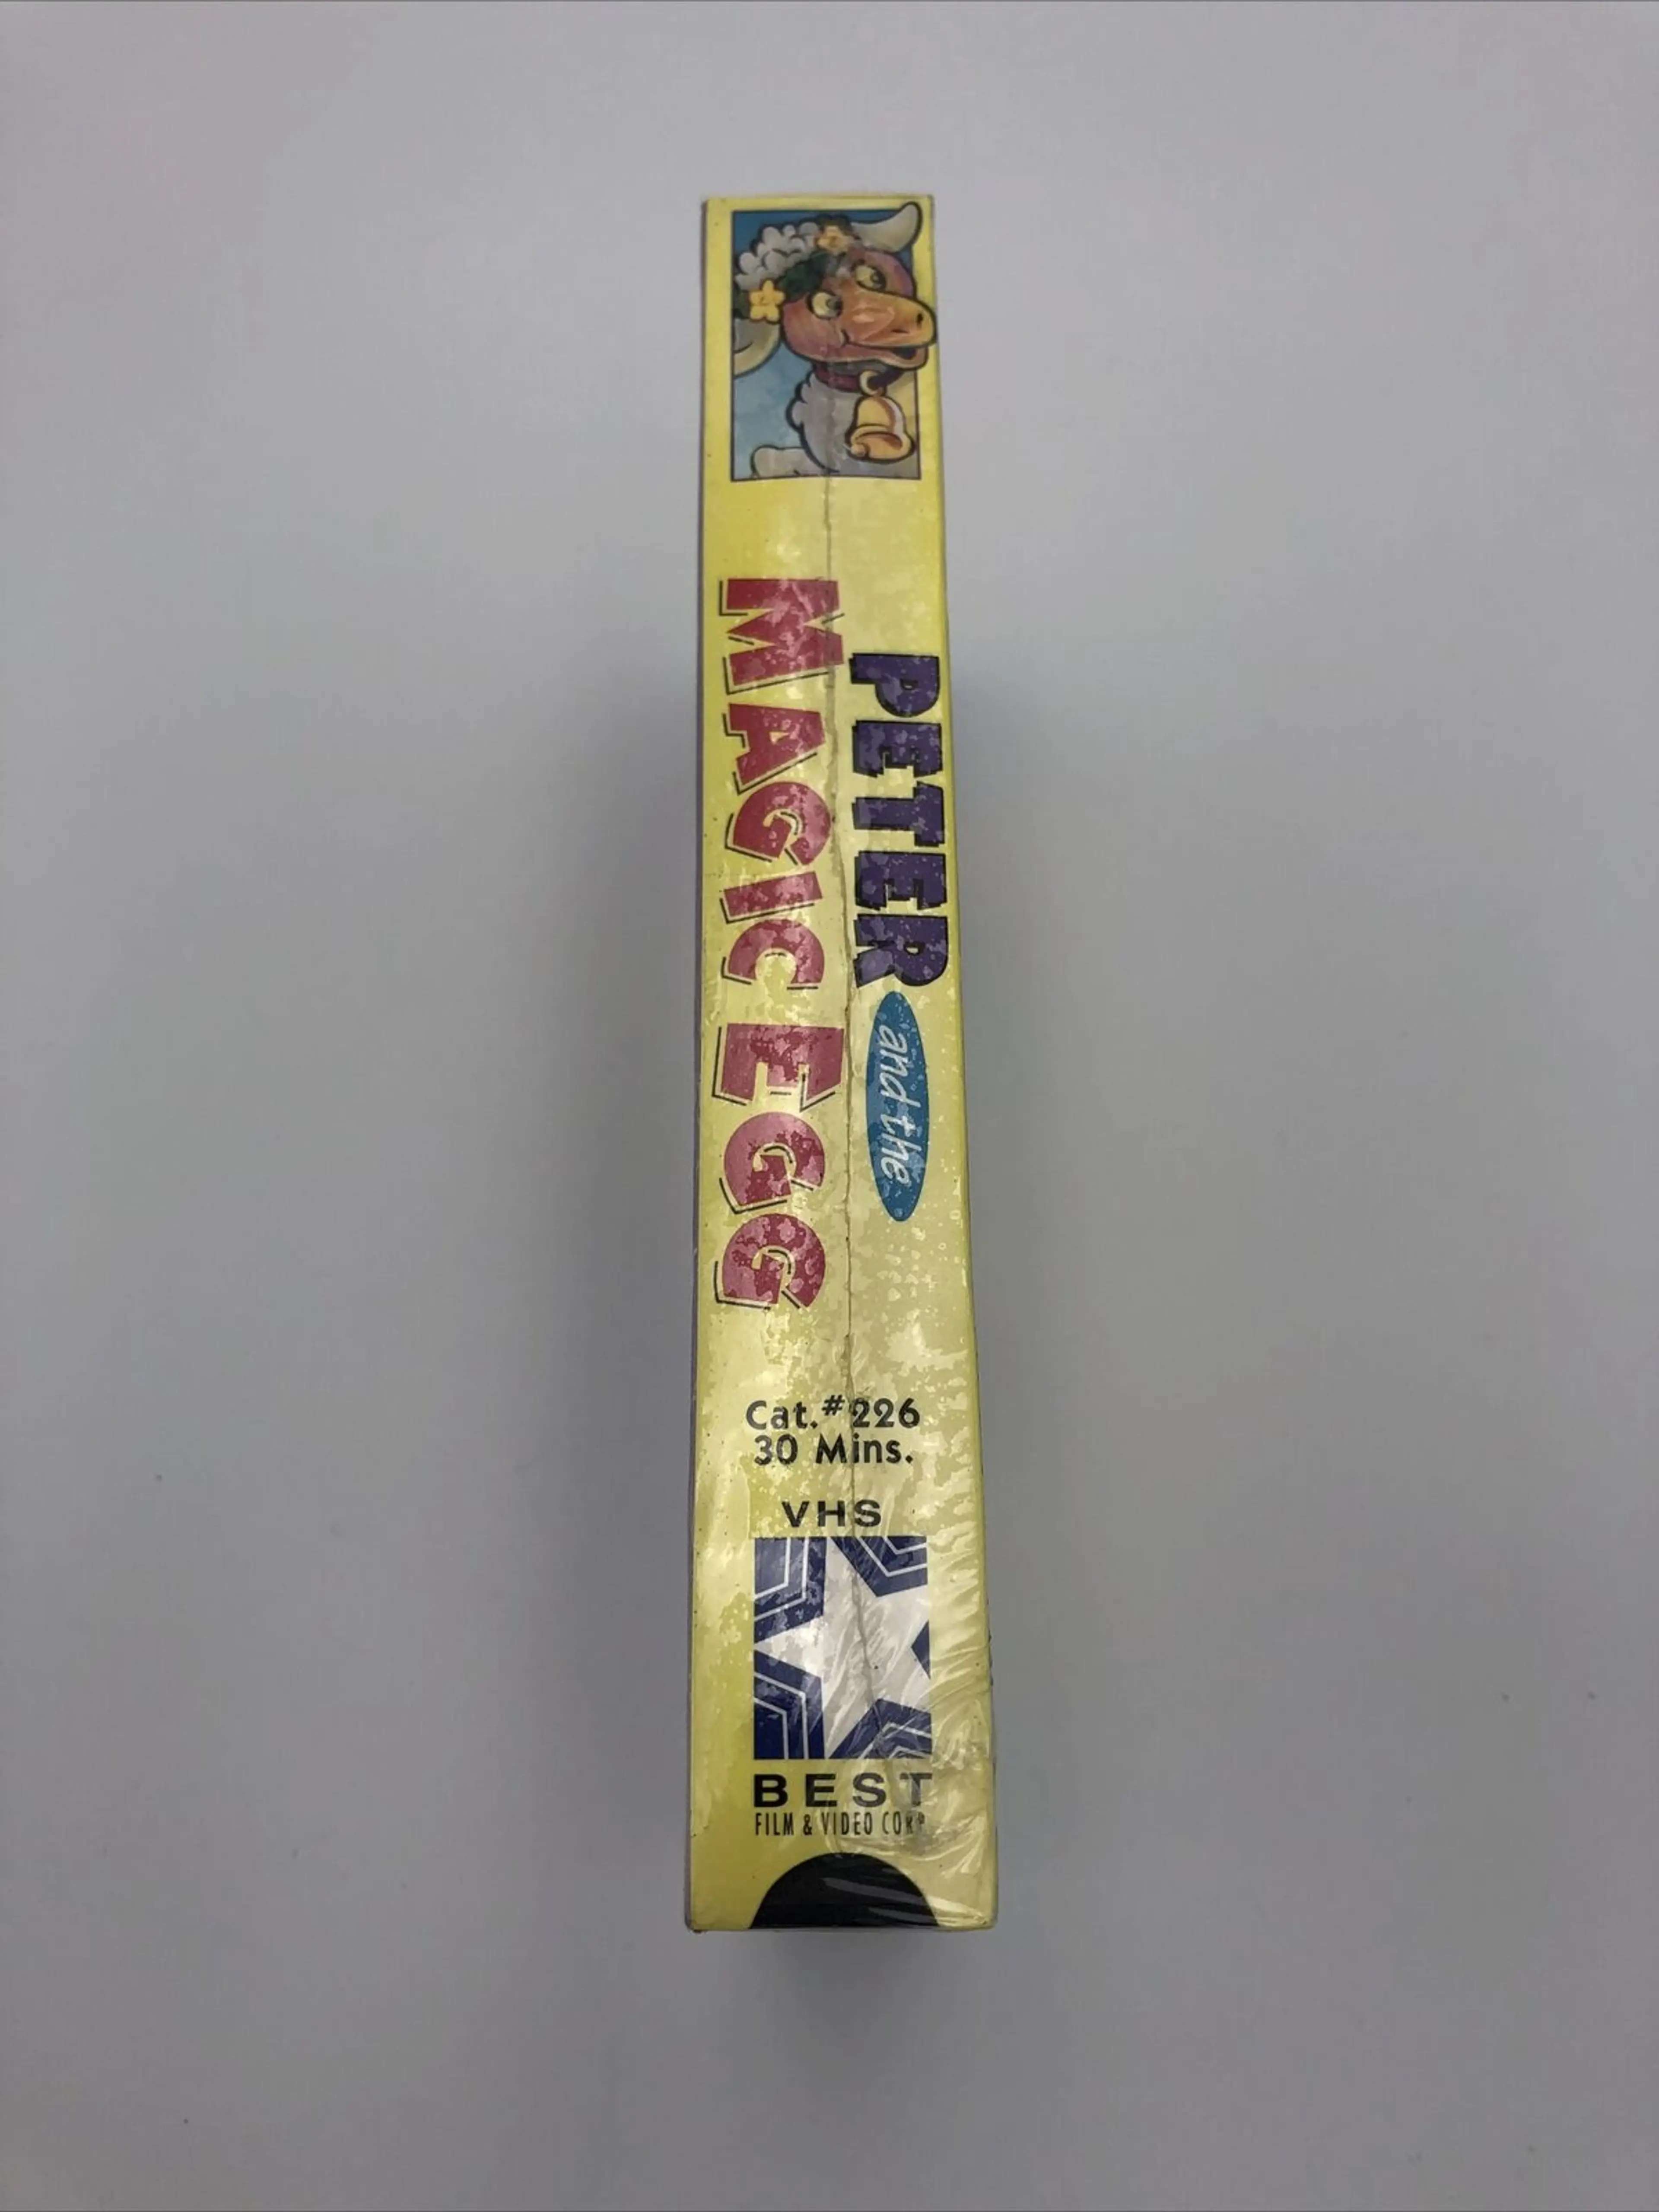 PETER and the
MAGIC EGG
Cat.#226
30 Mins.
VHS
BEST
FILM & VIDEO CORP.